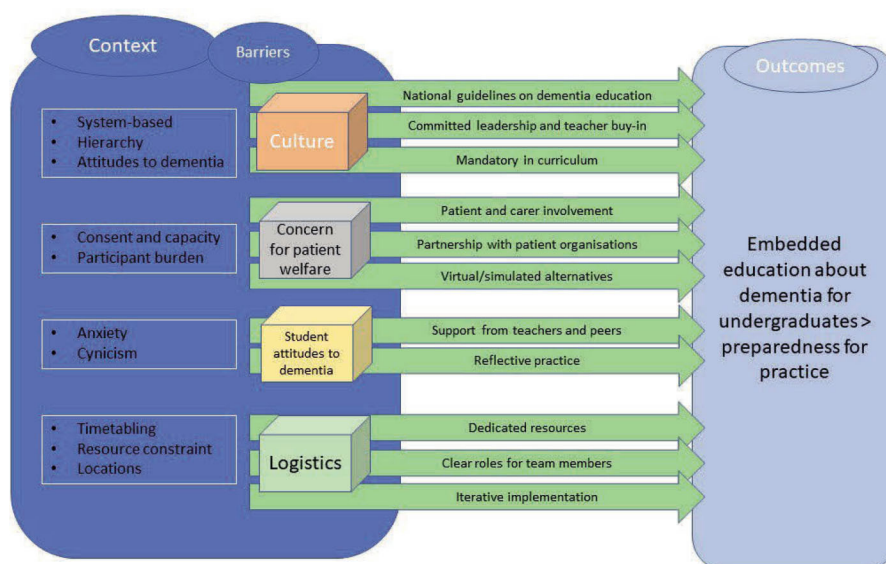 Context
Barriers
Outcomes
• System-based
• Hierarchy
• Attitudes to dementia
Culture
National guidelines on dementia education
Committed leadership and teacher buy-in
Mandatory in curriculum
• Consent and capacity
• Participant burden
Concern
for patient
welfare
Patient and carer involvement
Partnership with patient organisations
Virtual/simulated alternatives
• Anxiety
• Cynicism
Student
attitudes to
dementia
Support from teachers and peers
Reflective practice
• Timetabling
• Resource constraint
• Locations
Logistics
Dedicated resources
Clear roles for team members
Iterative implementation
Embedded
education about
dementia for
undergraduates>
preparedness for
practice